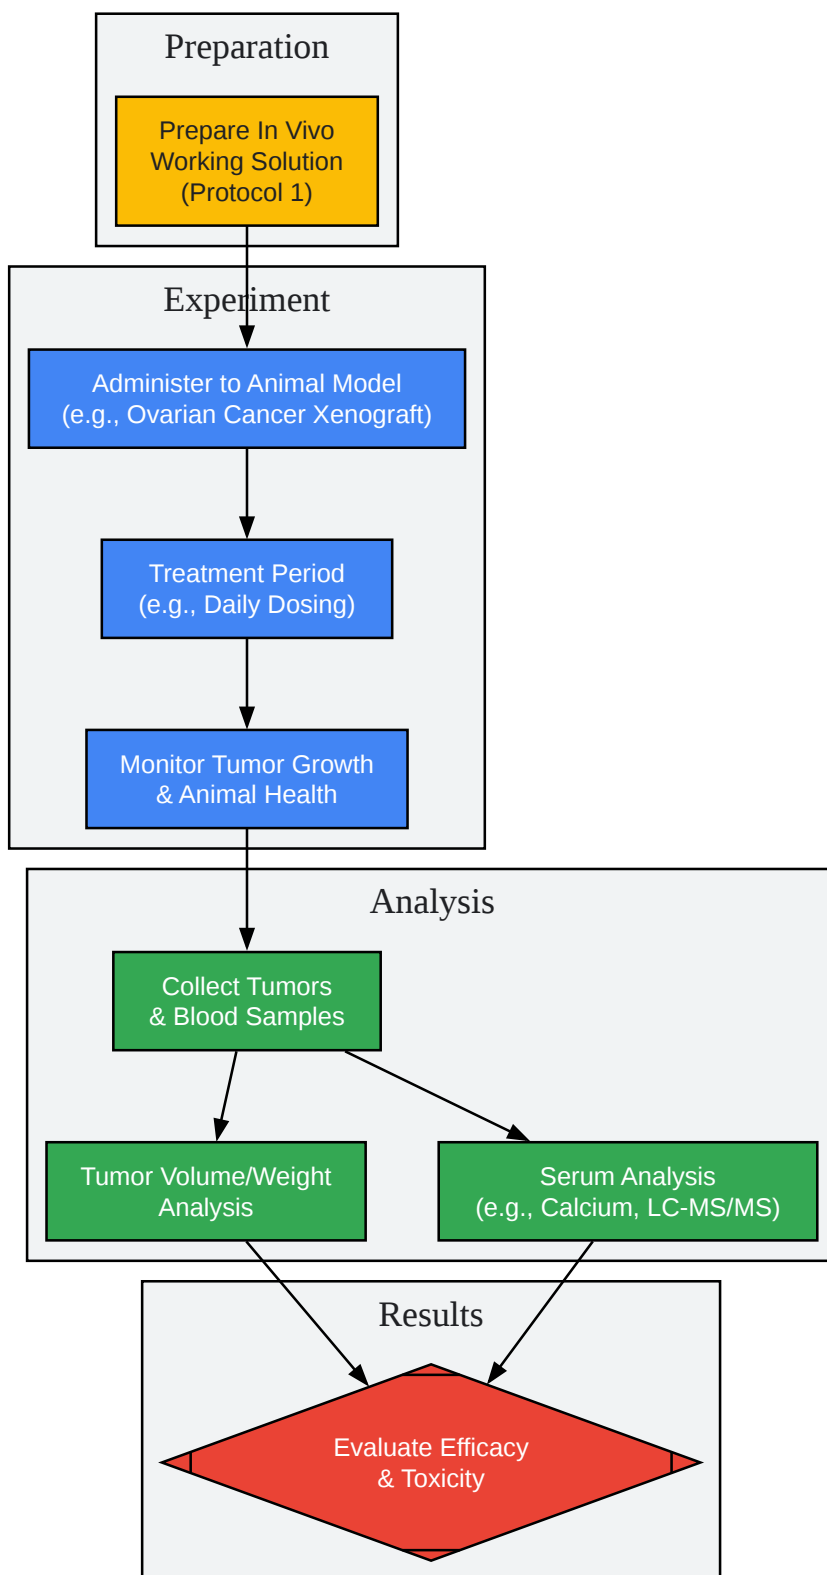 Preparation
Prepare In Vivo
Working Solution
(Protocol 1)
Experiment
Administer to Animal Model
(e.g., Ovarian Cancer Xenograft)
Treatment Period
(e.g., Daily Dosing)
Monitor Tumor Growth
& Animal Health
Analysis
Collect Tumors
& Blood Samples
Tumor Volume/Weight
Analysis
Serum Analysis
(e.g., Calcium, LC-MS/MS)
Results
Evaluate Efficacy
& Toxicity